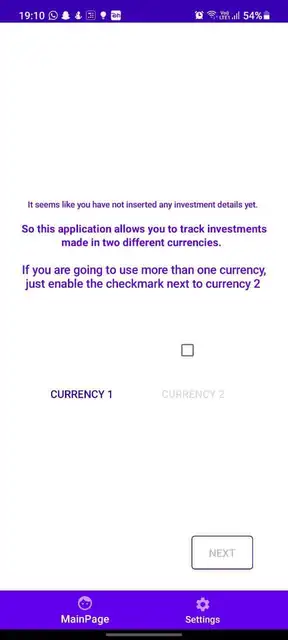 19:10
54%
It seems like you have not inserted any investment details yet.
So this application allows you to track investments
made in two different currencies.
If you are going to use more than one currency,
just enable the checkmark next to currency 2
CURRENCY 1 CURRENCY 2
NEXT
MainPage Settings